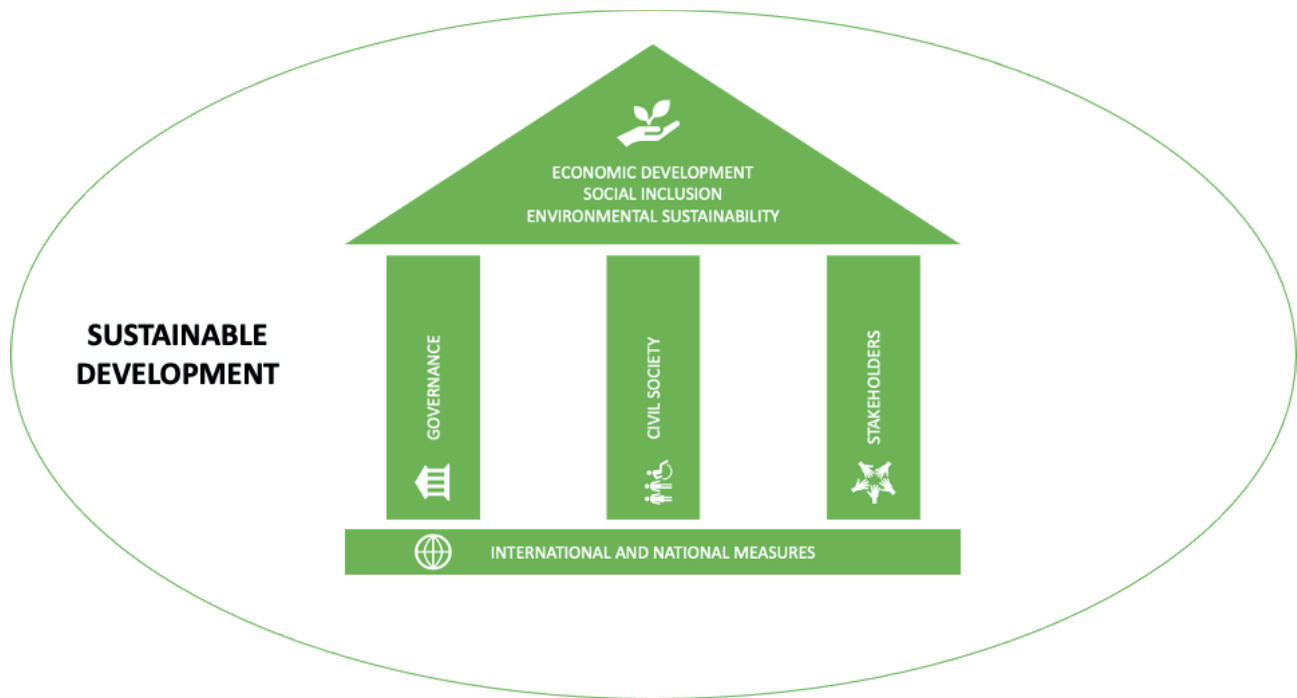 ECONOMIC DEVELOPMENT
SOCIAL INCLUSION
ENVIRONMENTAL SUSTAINABILITY
SUSTAINABLE
DEVELOPMENT
GOVERNANCE
CIVIL SOCIETY
STAKEHOLDERS
INTERNATIONAL AND NATIONAL MEASURES